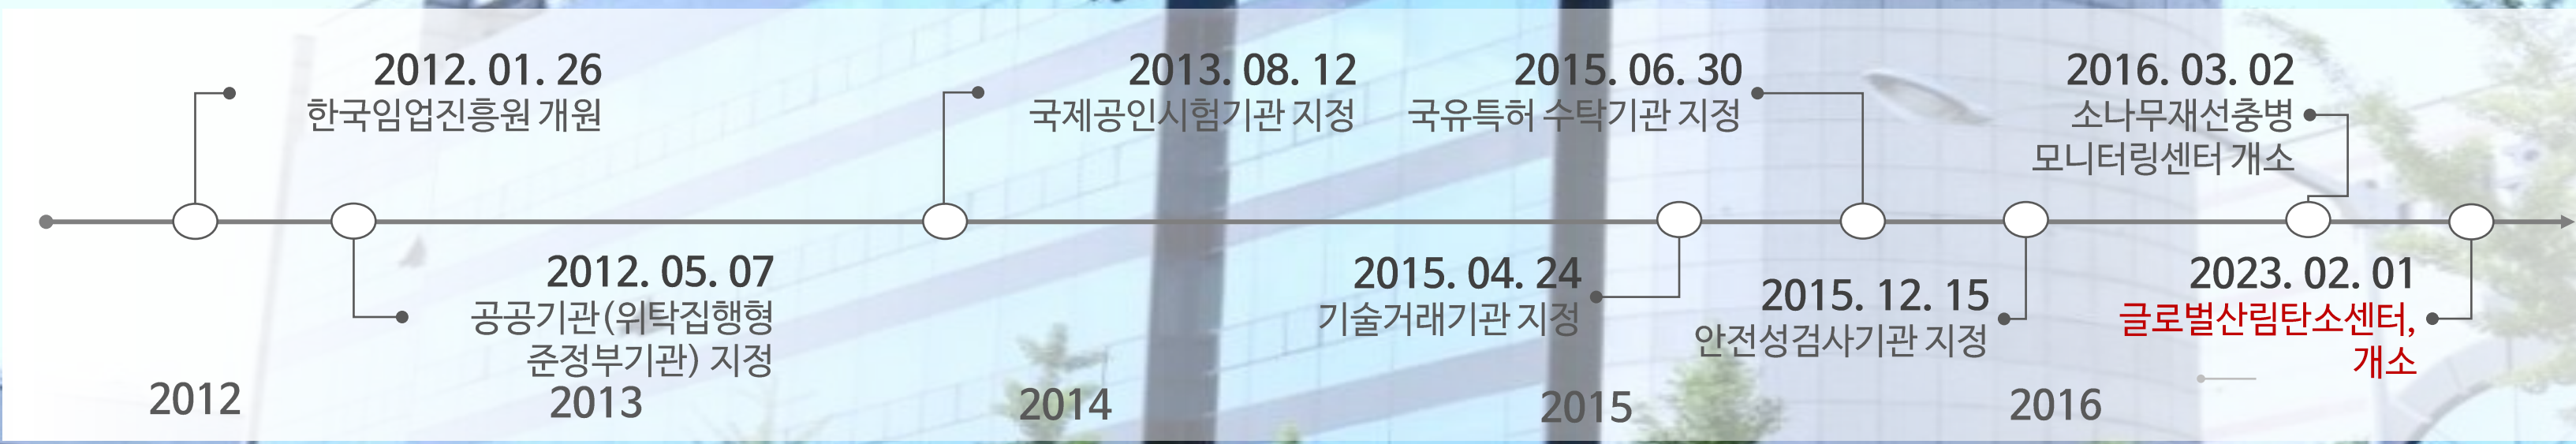 2012. 01. 26
한국임업진흥원 개원
2013. 08. 12
국제공인시험기관 지정
2015. 06. 30
국유특허 수탁기관 지정
2016. 03. 02
소나무재선충병
모니터링센터 개소
2012. 05. 07
공공기관(위탁집행형
준정부기관) 지정
2015. 04. 24
기술거래기관 지정
2015. 12. 15
안전성검사기관 지정
2023. 02. 01
글로벌산림탄소센터,
개소
2012
2013
2014
2015
2016